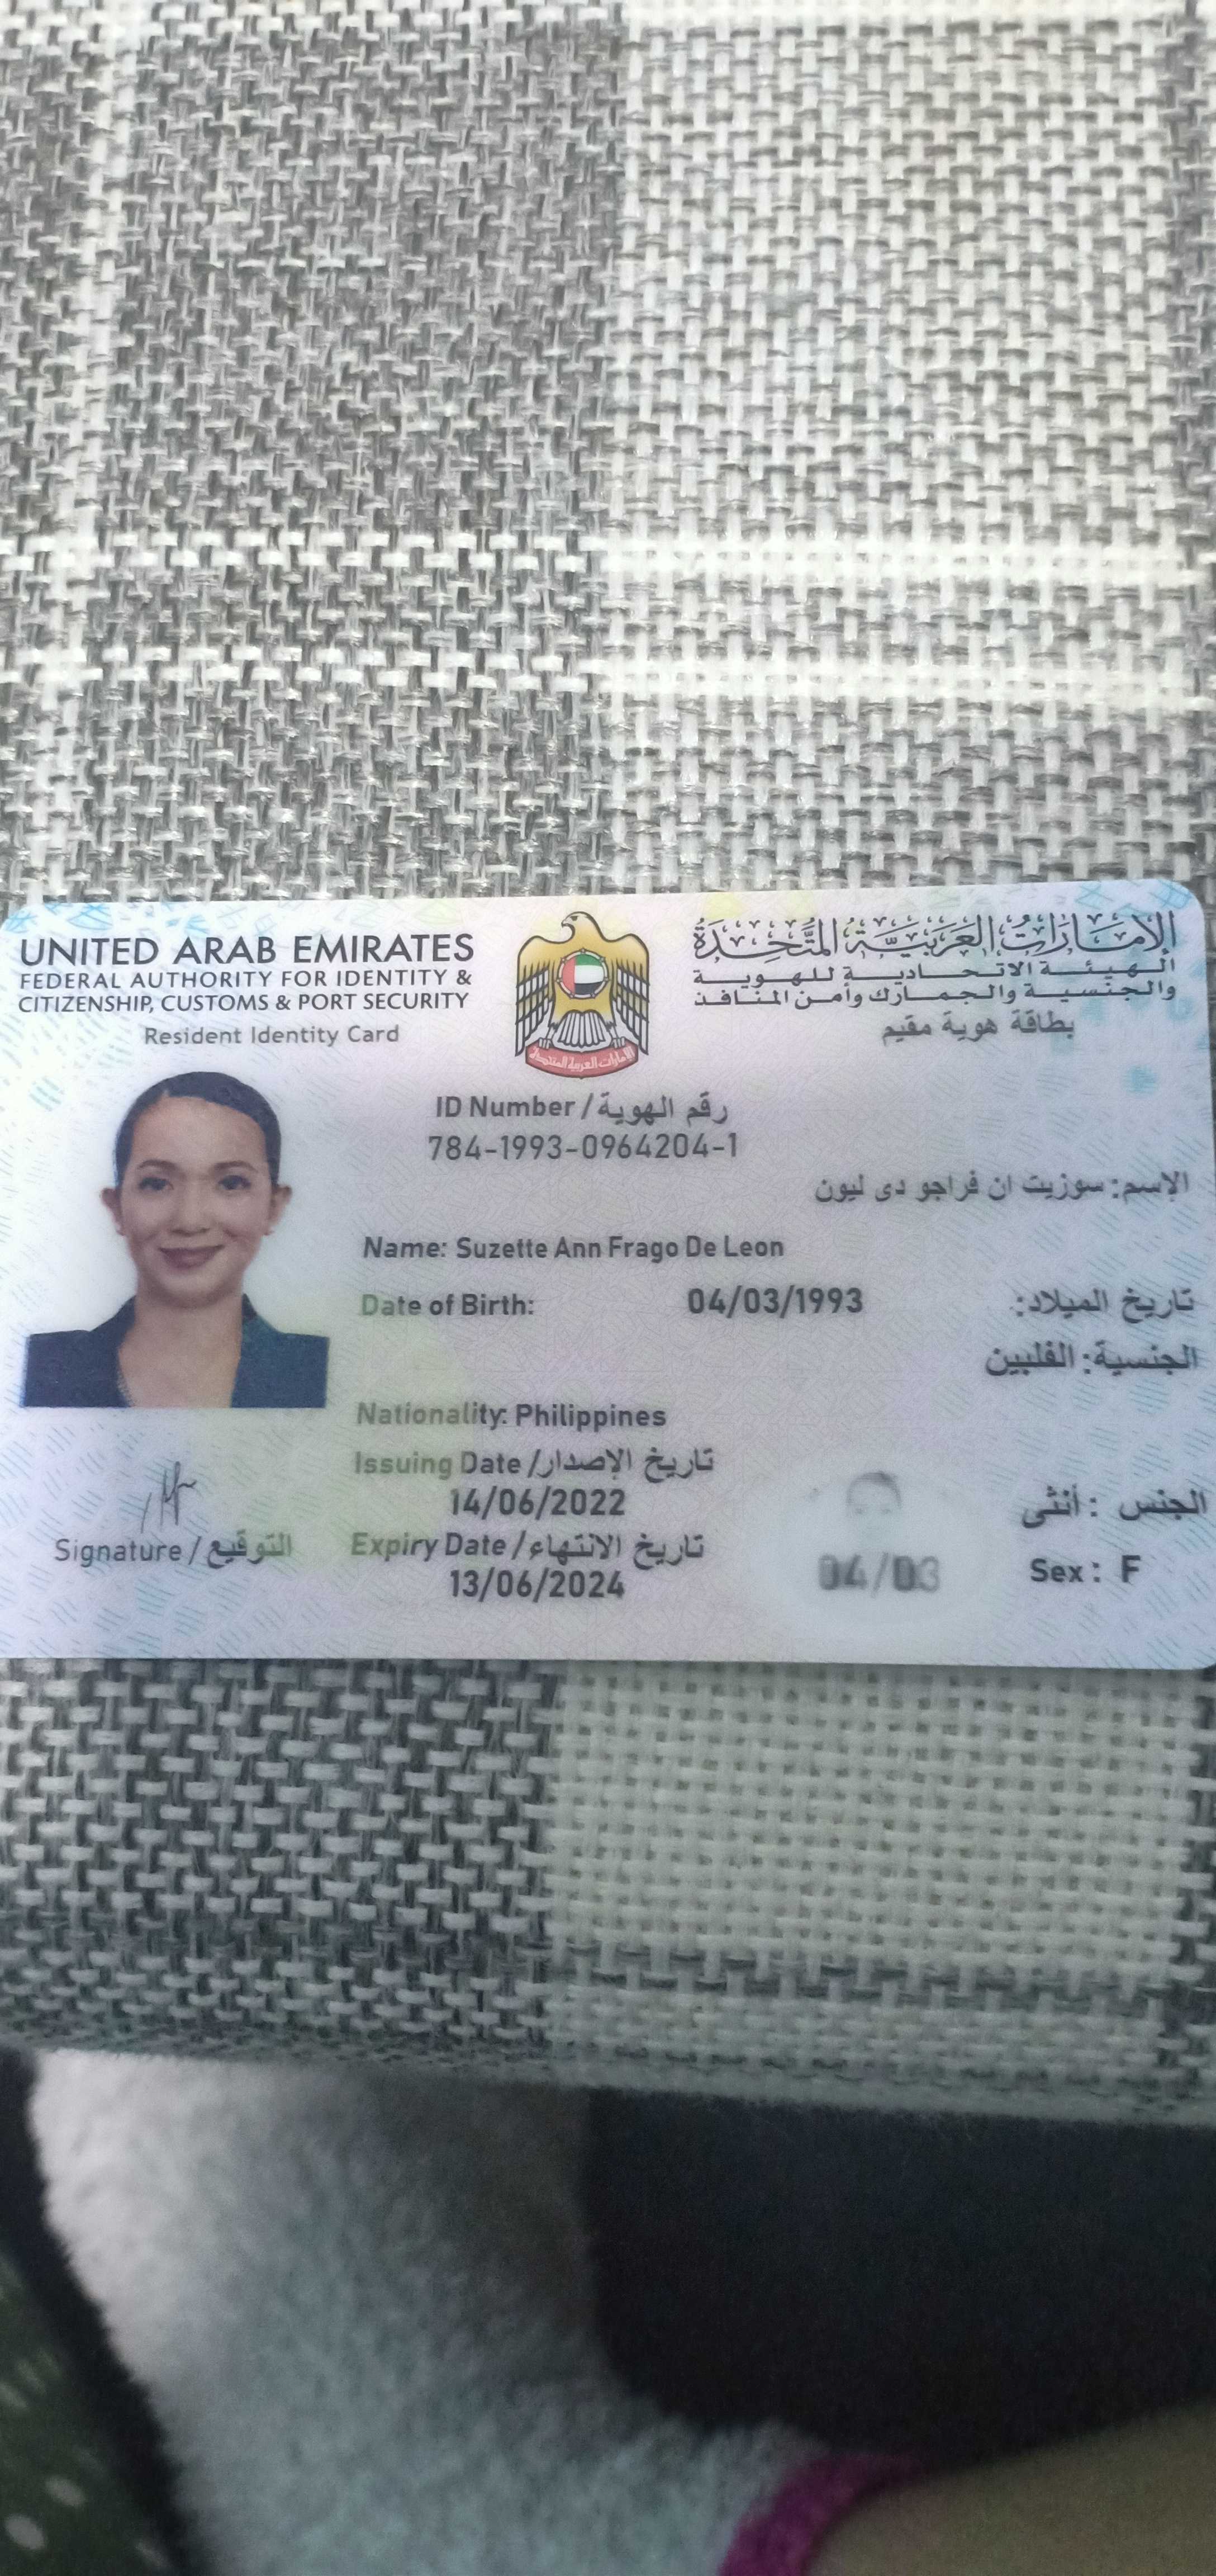 UNITED ARAB EMIRATES
FEDERAL AUTHORITY FOR IDENTITY &
CITIZENSHIP, CUSTOMS & PORT SECURITY
Resident Identity Card
الإمارات العربية المتحدة
الهيئة الاتحادية للهوية
والجنسية والجمارك وأمن المنافذ
بطاقة هوية مقيم
الإمارات العربية المتحدة
ID Number / رقم الهوية
784-1993-0964204-1
الإسم: سوزيت ان فراجو دى ليون
Name: Suzette Ann Frago De Leon
Date of Birth: 04/03/1993 تاريخ الميلاد:
الجنسية: الفلبين
Nationality: Philippines
Issuing Date / تاريخ الإصدار
14/06/2022
Expiry Date / تاريخ الانتهاء
13/06/2024
Signature / التوقيع
04/03
الجنس : أنثى
Sex : F